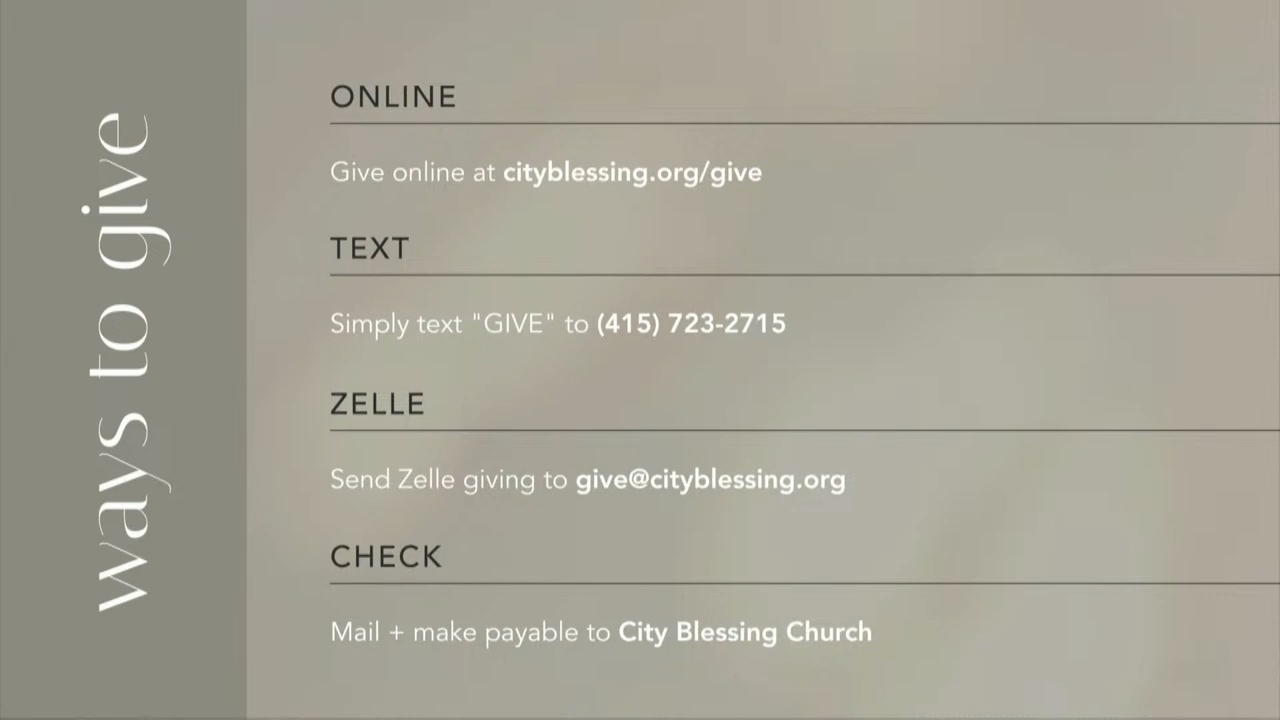 ways to give
ONLINE
Give online at cityblessing.org/give
TEXT
Simply text "GIVE" to (415) 723-2715
ZELLE
Send Zelle giving to give@cityblessing.org
CHECK
Mail + make payable to City Blessing Church